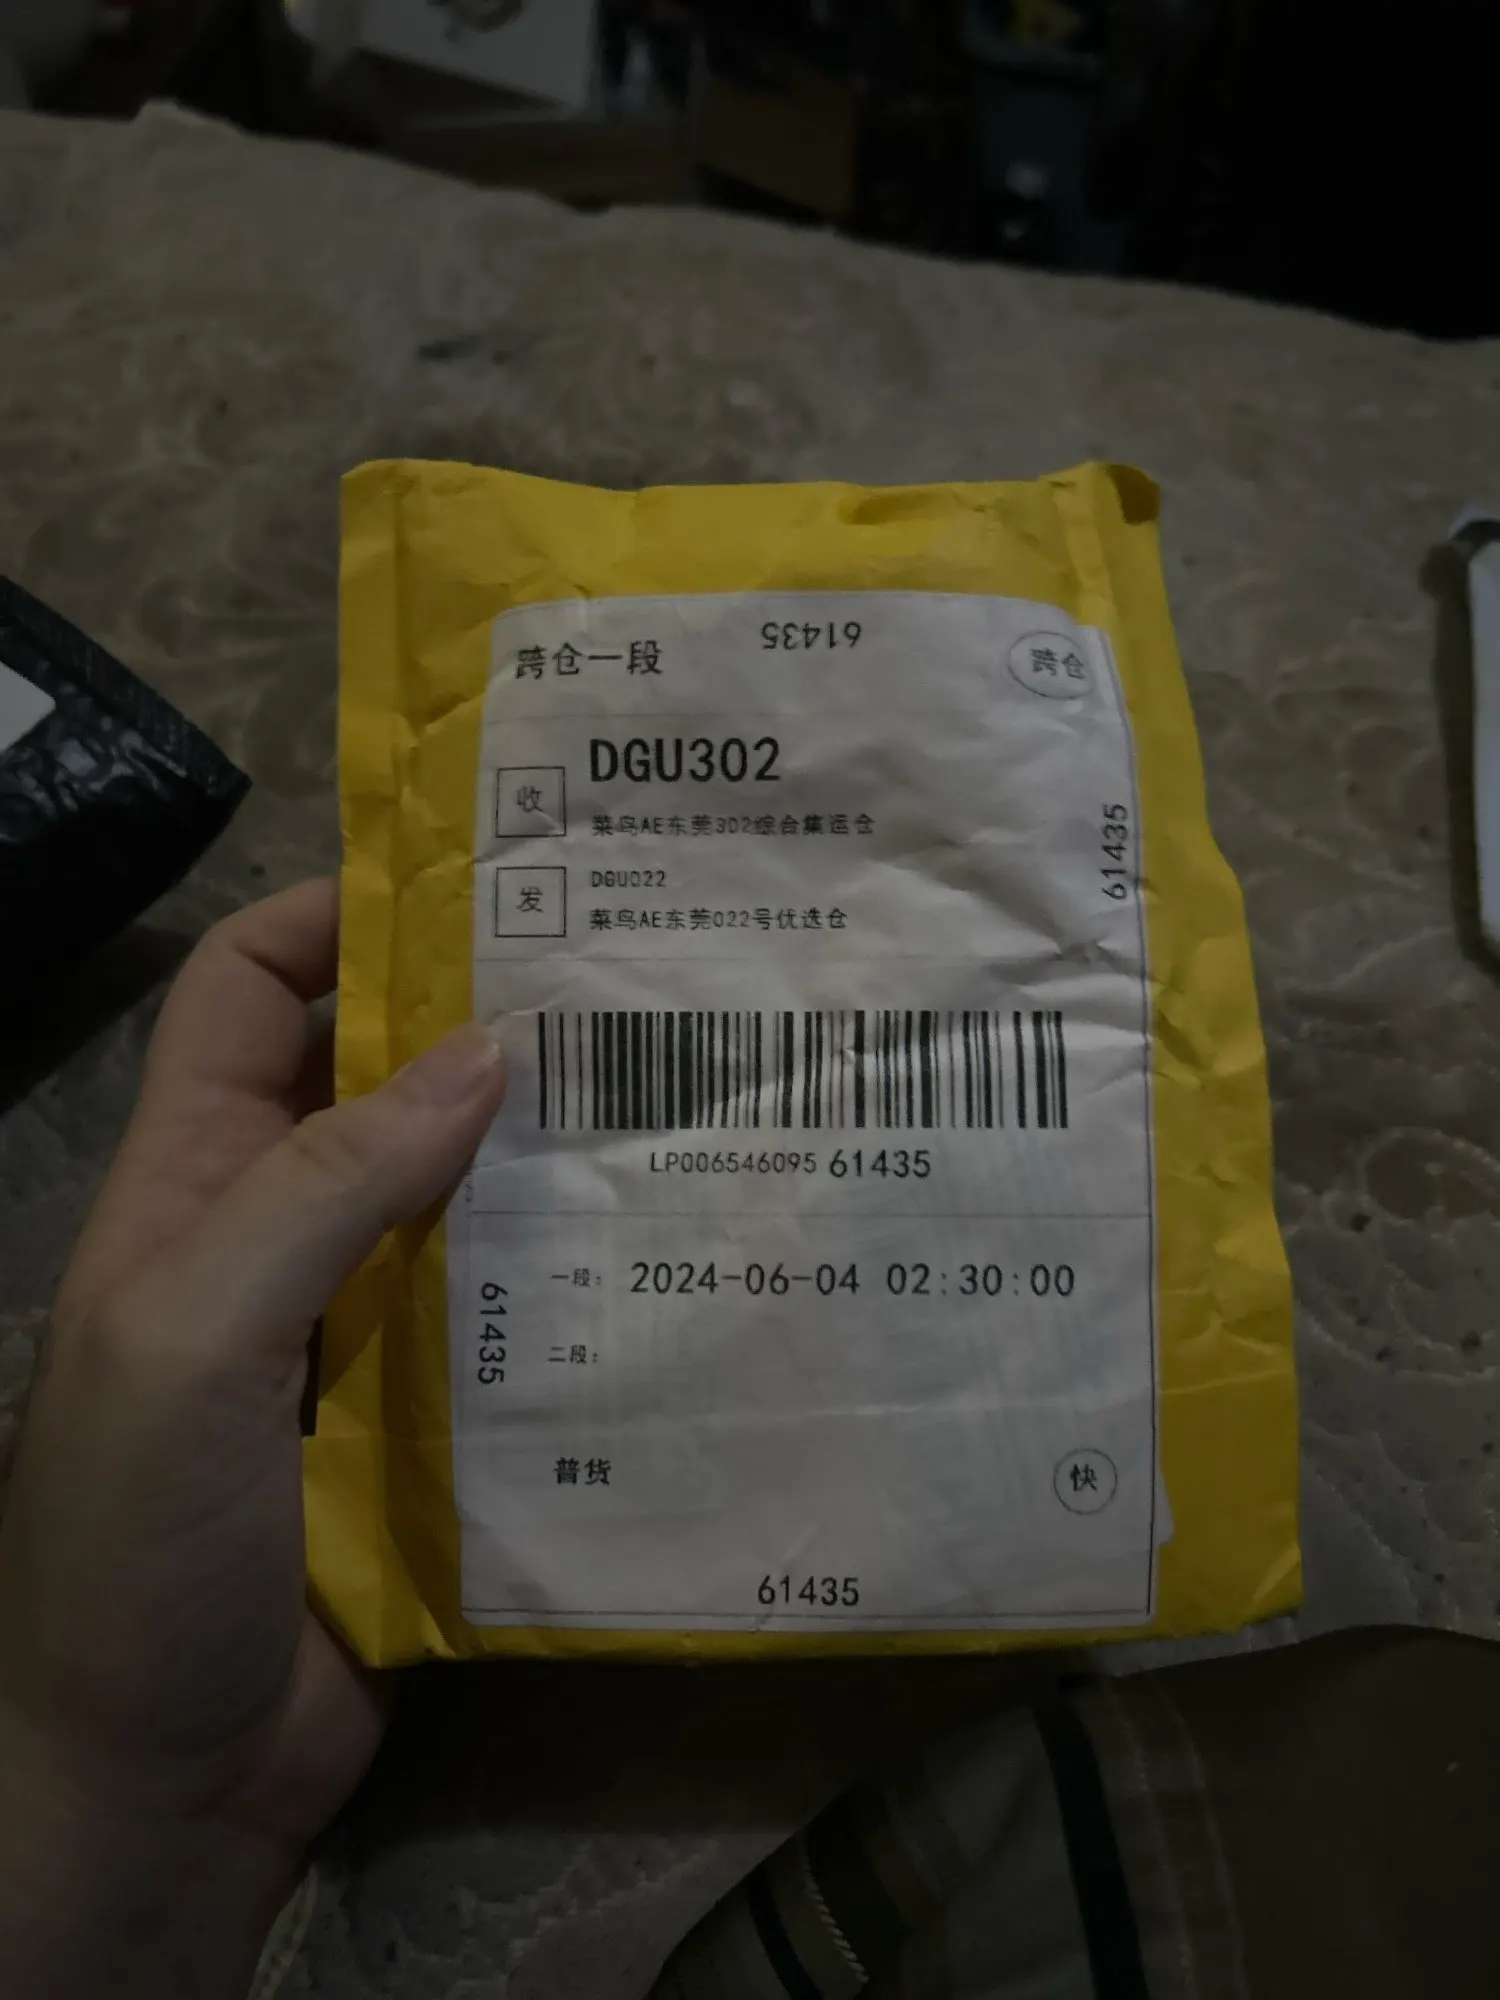 61435
跨仓一段
跨仓
收
DGU302
菜鸟AE东莞302综合集运仓
61435
发
DGU022
菜鸟AE东莞022号优选仓
LP00654609561435
61435
一段: 2024-06-04 02:30:00
二段:
普货
快
61435